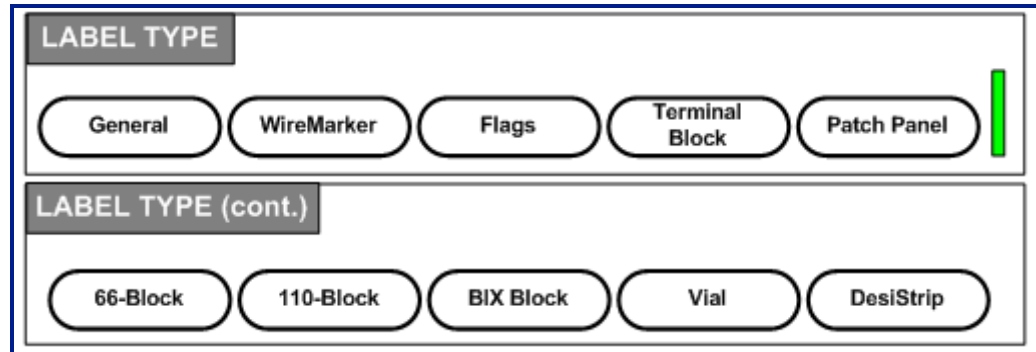 LABEL TYPE
General WireMarker Flags Terminal Block Patch Panel
LABEL TYPE (cont.)
66-Block 110-Block BIX Block Vial DesiStrip